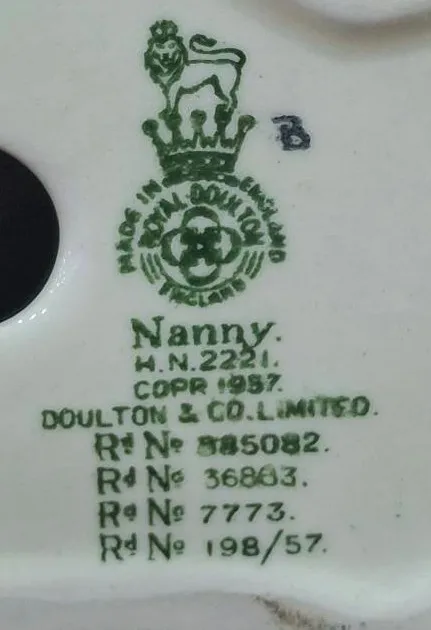 B
MADE IN ENGLAND
ROYAL DOULTON
ENGLAND
Nanny.
H.N.2221.
COPR 1957.
DOULTON & CO. LIMITED.
Rd No 885082.
Rd No 36863.
Rd No 7773.
Rd No 198/57.